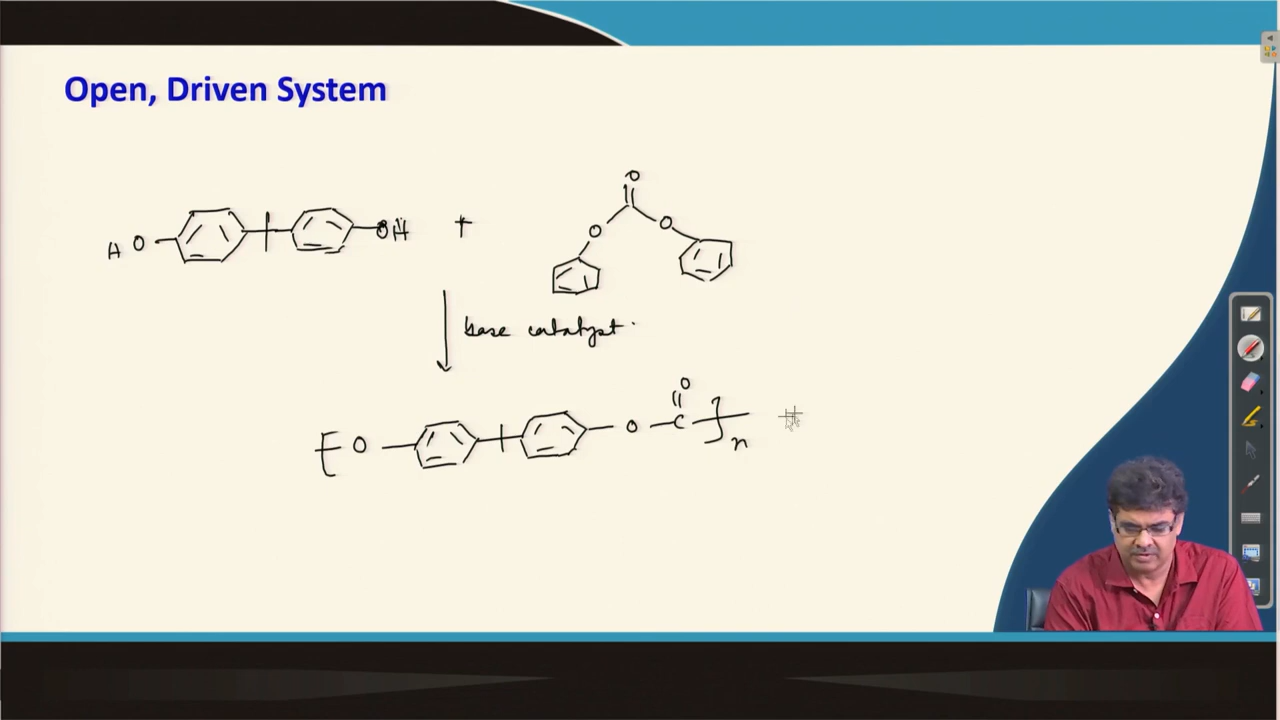 Open, Driven System
O
HO OH + O O
base catalyst.
O
[ O O C ] n +